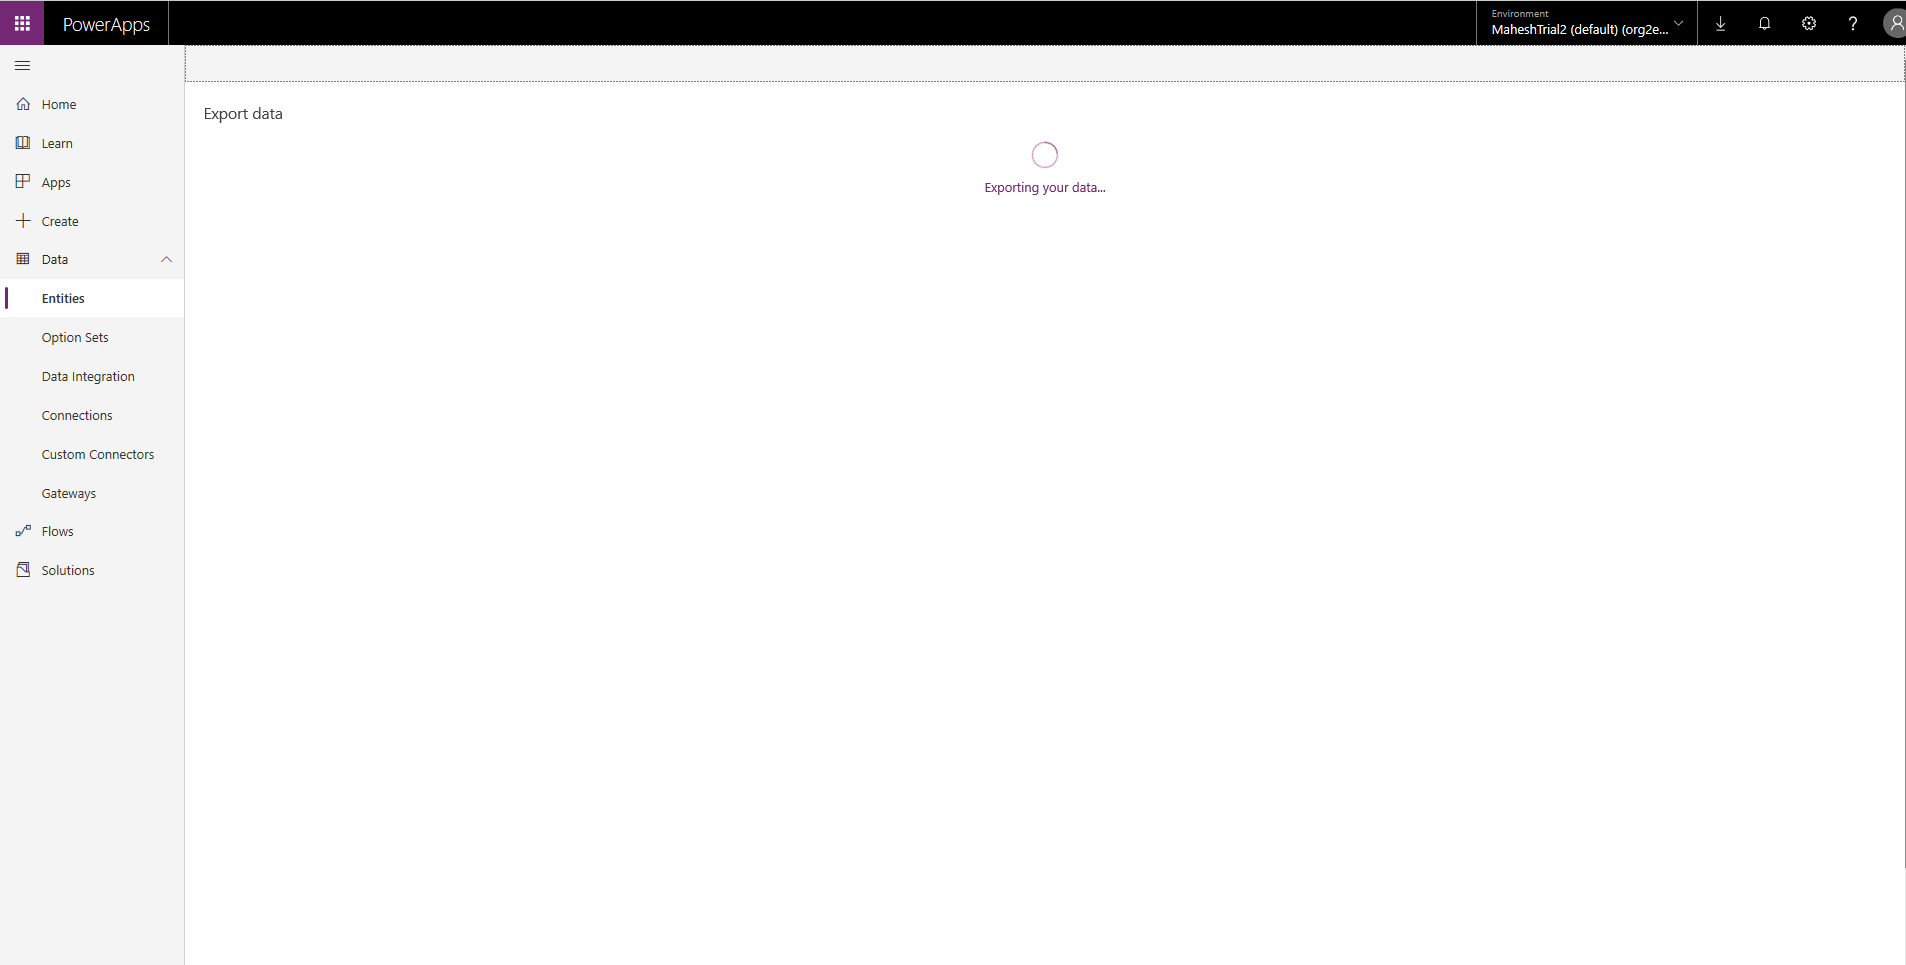 PowerApps
Environment
MaheshTrial2 (default) (org2e...
Home
Learn
Apps
Create
Data
Entities
Option Sets
Data Integration
Connections
Custom Connectors
Gateways
Flows
Solutions
Export data
Exporting your data...